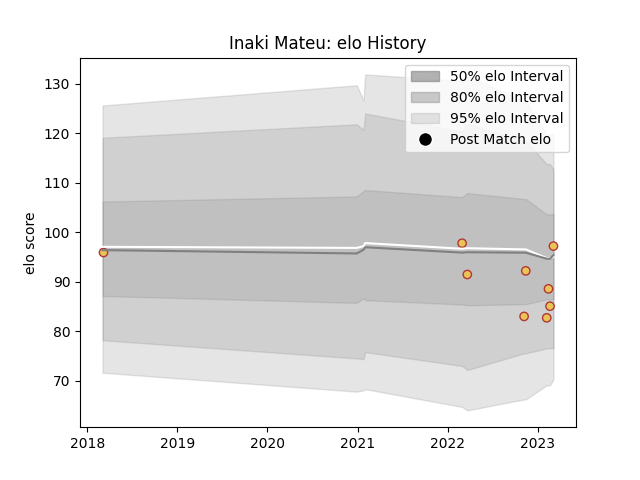 Inaki Mateu: elo History
50% elo Interval
80% elo Interval
95% elo Interval
Post Match elo
elo score
130
120
110
100
90
80
70
2018
2019
2020
2021
2022
2023